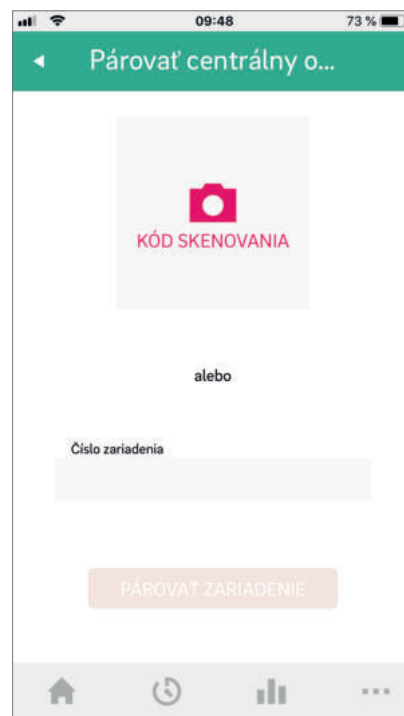 09:48
73 %
Párovať centrálny o...
KÓD SKENOVANIA
alebo
Číslo zariadenia
PÁROVAŤ ZARIADENIE